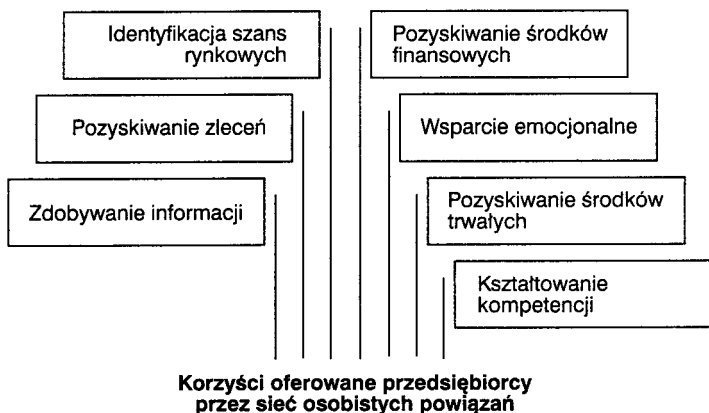 Identyfikacja szans
rynkowych
Pozyskiwanie środków
finansowych
Pozyskiwanie zleceń
Wsparcie emocjonalne
Zdobywanie informacji
Pozyskiwanie środków
trwałych
Kształtowanie
kompetencji
Korzyści oferowane przedsiębiorcy
przez sieć osobistych powiązań